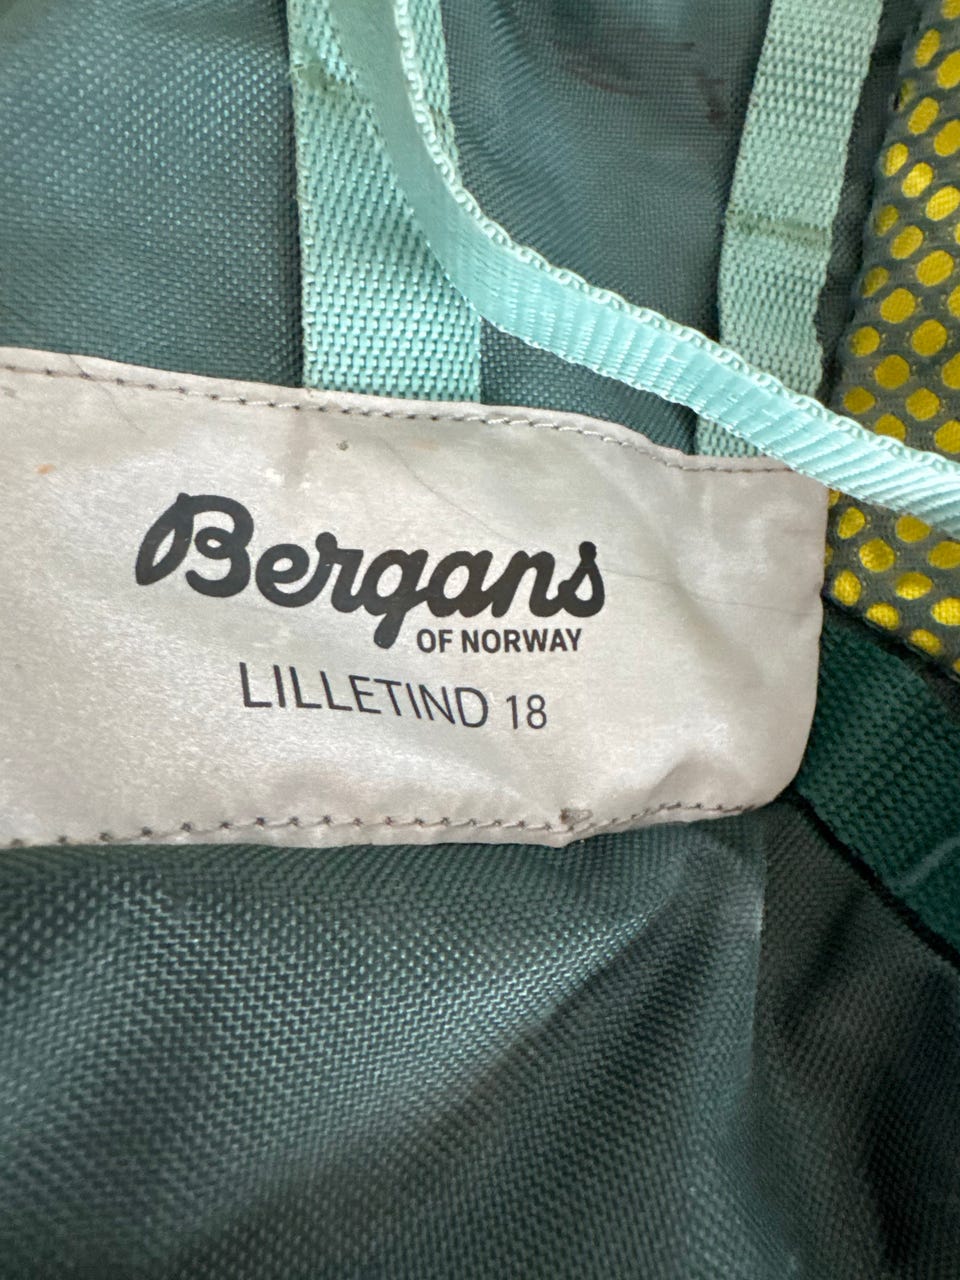 Bergans
OF NORWAY
LILLETIND 18